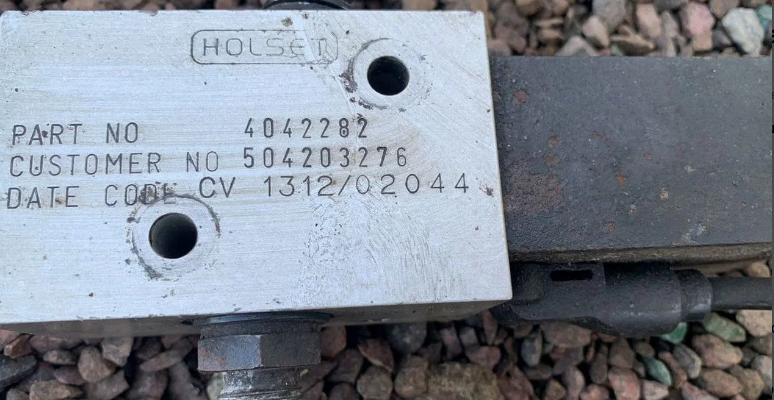 HOLSET
PART NO 4042282
CUSTOMER NO 504203276
DATE CODE CV 1312/02044